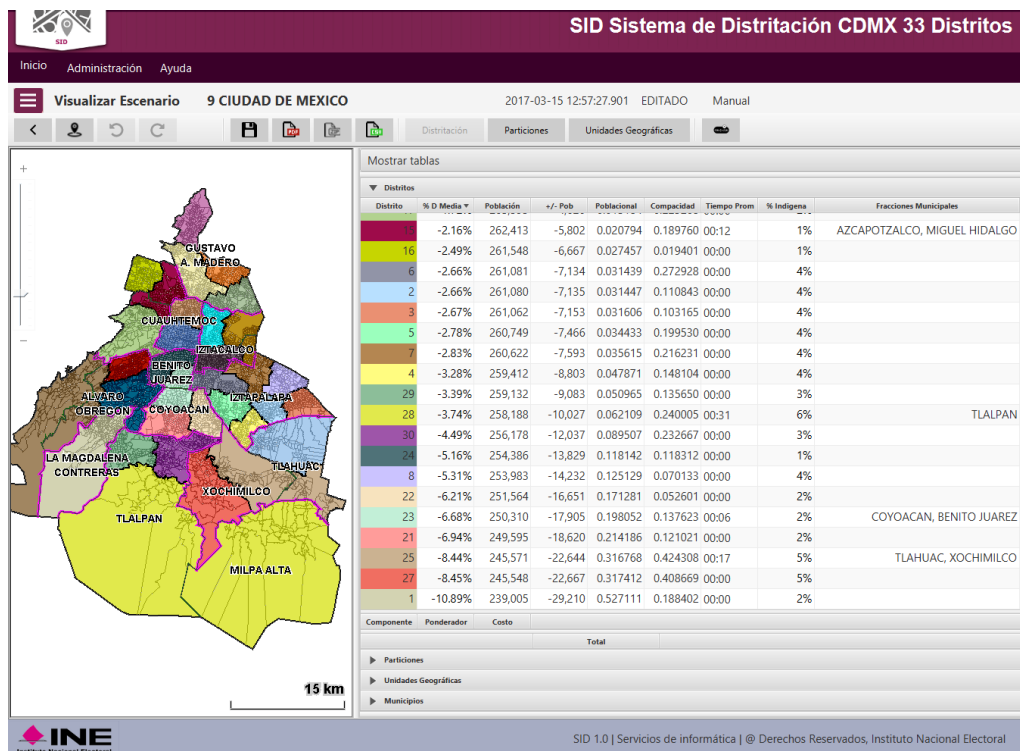 SID
SID Sistema de Distritación CDMX 33 Distritos
Inicio Administración Ayuda
Visualizar Escenario 9 CIUDAD DE MEXICO 2017-03-15 12:57:27.901 EDITADO Manual
Distritación Particiones Unidades Geográficas
Mostrar tablas
Distritos
Distrito % D Media Población +/- Pob Poblacional Compacidad Tiempo Prom % Indigena Fracciones Municipales
15 -2.16% 262,413 -5,802 0.020794 0.189760 00:12 1% AZCAPOTZALCO, MIGUEL HIDALGO
16 -2.49% 261,548 -6,667 0.027457 0.019401 00:00 1%
6 -2.66% 261,081 -7,134 0.031439 0.272928 00:00 4%
2 -2.66% 261,080 -7,135 0.031447 0.110843 00:00 4%
3 -2.67% 261,062 -7,153 0.031606 0.103165 00:00 4%
5 -2.78% 260,749 -7,466 0.034433 0.199530 00:00 4%
7 -2.83% 260,622 -7,593 0.035615 0.216231 00:00 4%
4 -3.28% 259,412 -8,803 0.047871 0.148104 00:00 4%
29 -3.39% 259,132 -9,083 0.050965 0.135650 00:00 3%
28 -3.74% 258,188 -10,027 0.062109 0.240005 00:31 6% TLALPAN
30 -4.49% 256,178 -12,037 0.089507 0.232667 00:00 3%
24 -5.16% 254,386 -13,829 0.118142 0.118312 00:00 1%
8 -5.31% 253,983 -14,232 0.125129 0.070133 00:00 4%
22 -6.21% 251,564 -16,651 0.171281 0.052601 00:00 2%
23 -6.68% 250,310 -17,905 0.198052 0.137623 00:06 2% COYOACAN, BENITO JUAREZ
21 -6.94% 249,595 -18,620 0.214186 0.121021 00:00 2%
25 -8.44% 245,571 -22,644 0.316768 0.424308 00:17 5% TLAHUAC, XOCHIMILCO
27 -8.45% 245,548 -22,667 0.317412 0.408669 00:00 5%
1 -10.89% 239,005 -29,210 0.527111 0.188402 00:00 2%
Componente Ponderador Costo
Total
Particiones
Unidades Geográficas
Municipios
GUSTAVO
A. MADERO
CUAUHTEMOC
IZTACALCO
BENITO
JUAREZ
ALVARO
OBREGON
COYOACAN
IZTAPALAPA
LA MAGDALENA
CONTRERAS
TLAHUAC
XOCHIMILCO
TLALPAN
MILPA ALTA
15 km
INE
Instituto Nacional Electoral
SID 1.0 | Servicios de informática | @ Derechos Reservados, Instituto Nacional Electoral